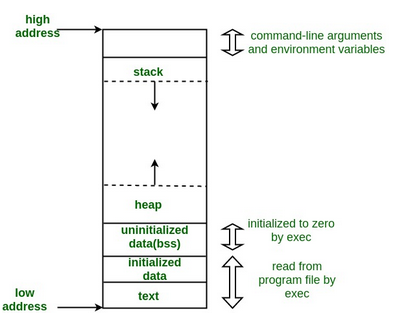 high
address
command-line arguments
and environment variables
stack
heap
uninitialized
data(bss)
initialized to zero
by exec
initialized
data
read from
program file by
exec
text
low
address